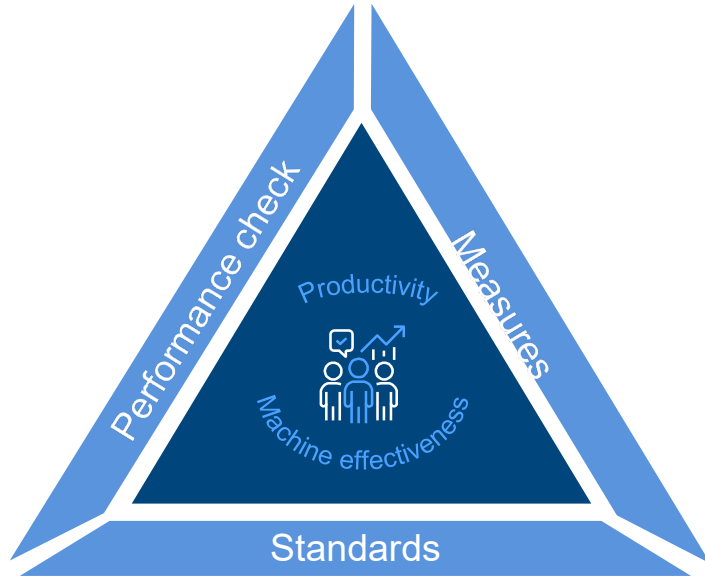 Performance check
Measures
Productivity
Machine effectiveness
Standards